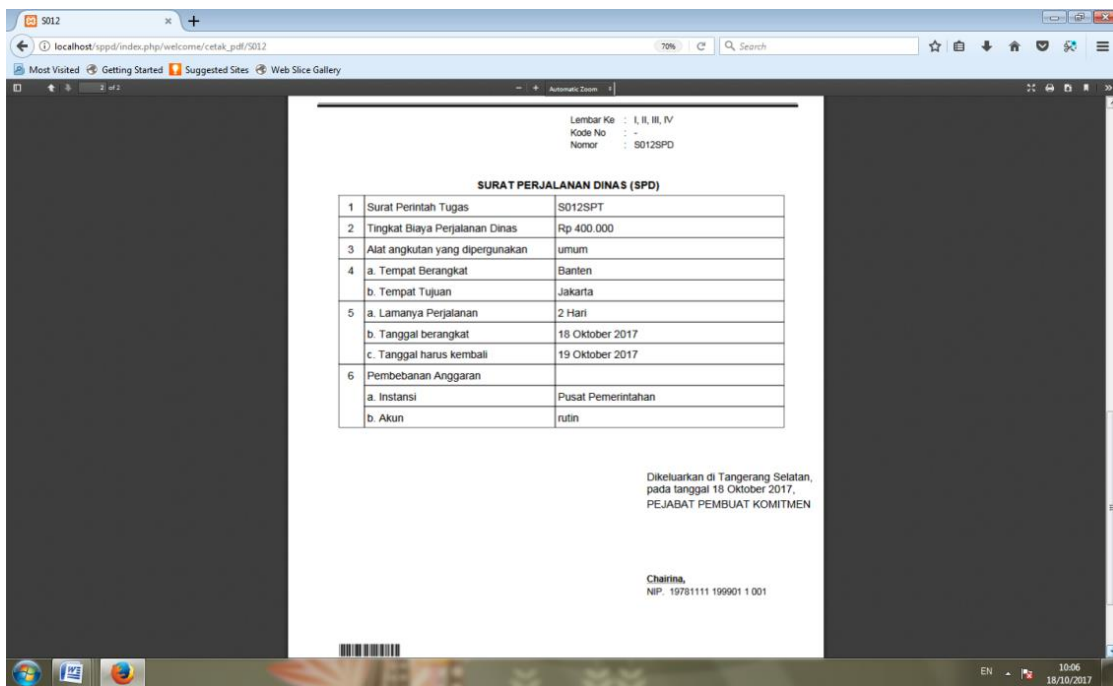 S012
localhost/sppd/index.php/welcome/cetak_pdf/S012
70%
Search
Most Visited Getting Started Suggested Sites Web Slice Gallery
2 of 2
Automatic Zoom
Lembar Ke : I, II, III, IV
Kode No : -
Nomor : S012SPD
SURAT PERJALANAN DINAS (SPD)
1 Surat Perintah Tugas S012SPT
2 Tingkat Biaya Perjalanan Dinas Rp 400.000
3 Alat angkutan yang dipergunakan umum
4 a. Tempat Berangkat Banten
b. Tempat Tujuan Jakarta
5 a. Lamanya Perjalanan 2 Hari
b. Tanggal berangkat 18 Oktober 2017
c. Tanggal harus kembali 19 Oktober 2017
6 Pembebanan Anggaran
a. Instansi Pusat Pemerintahan
b. Akun rutin
Dikeluarkan di Tangerang Selatan,
pada tanggal 18 Oktober 2017,
PEJABAT PEMBUAT KOMITMEN
Chairina,
NIP. 19781111 199901 1 001
EN
10:06
18/10/2017